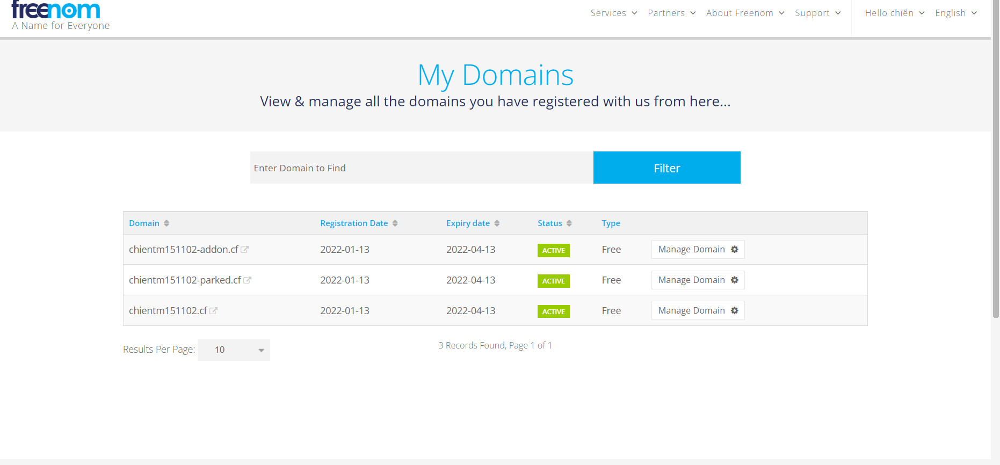 freenom
A Name for Everyone
Services Partners About Freenom Support Hello chiến English
My Domains
View & manage all the domains you have registered with us from here...
Enter Domain to Find Filter
Domain Registration Date Expiry date Status Type
chientm151102-addon.cf 2022-01-13 2022-04-13 ACTIVE Free Manage Domain
chientm151102-parked.cf 2022-01-13 2022-04-13 ACTIVE Free Manage Domain
chientm151102.cf 2022-01-13 2022-04-13 ACTIVE Free Manage Domain
Results Per Page: 10 3 Records Found, Page 1 of 1